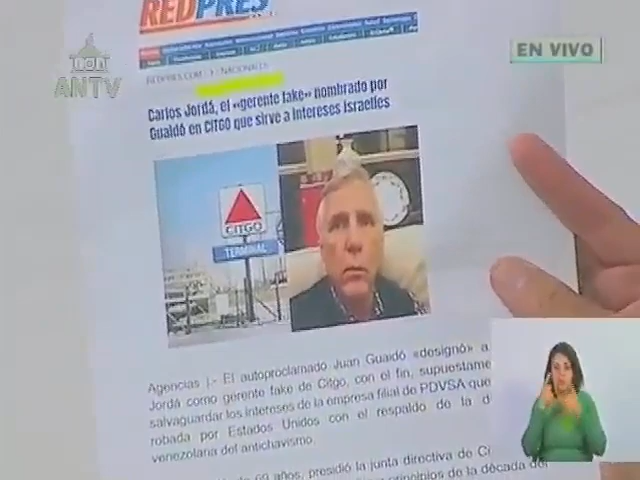 REDPRES
EN VIVO
ANTV
REDPRES.COM
NACIONALES
Carlos Jordá, el «gerente fake» nombrado por
Guaidó en CITGO que sirve a intereses israelíes
CITGO
TERMINAL
Agencias |.- El autoproclamado Juan Guaidó «designó» a
Jordá como gerente fake de Citgo, con el fin, supuestame
salvaguardar los intereses de la empresa filial de PDVSA que
robada por Estados Unidos con el respaldo de la d
venezolana del antichavismo.
69 años, presidió la junta directiva de Ci
principios de la década del